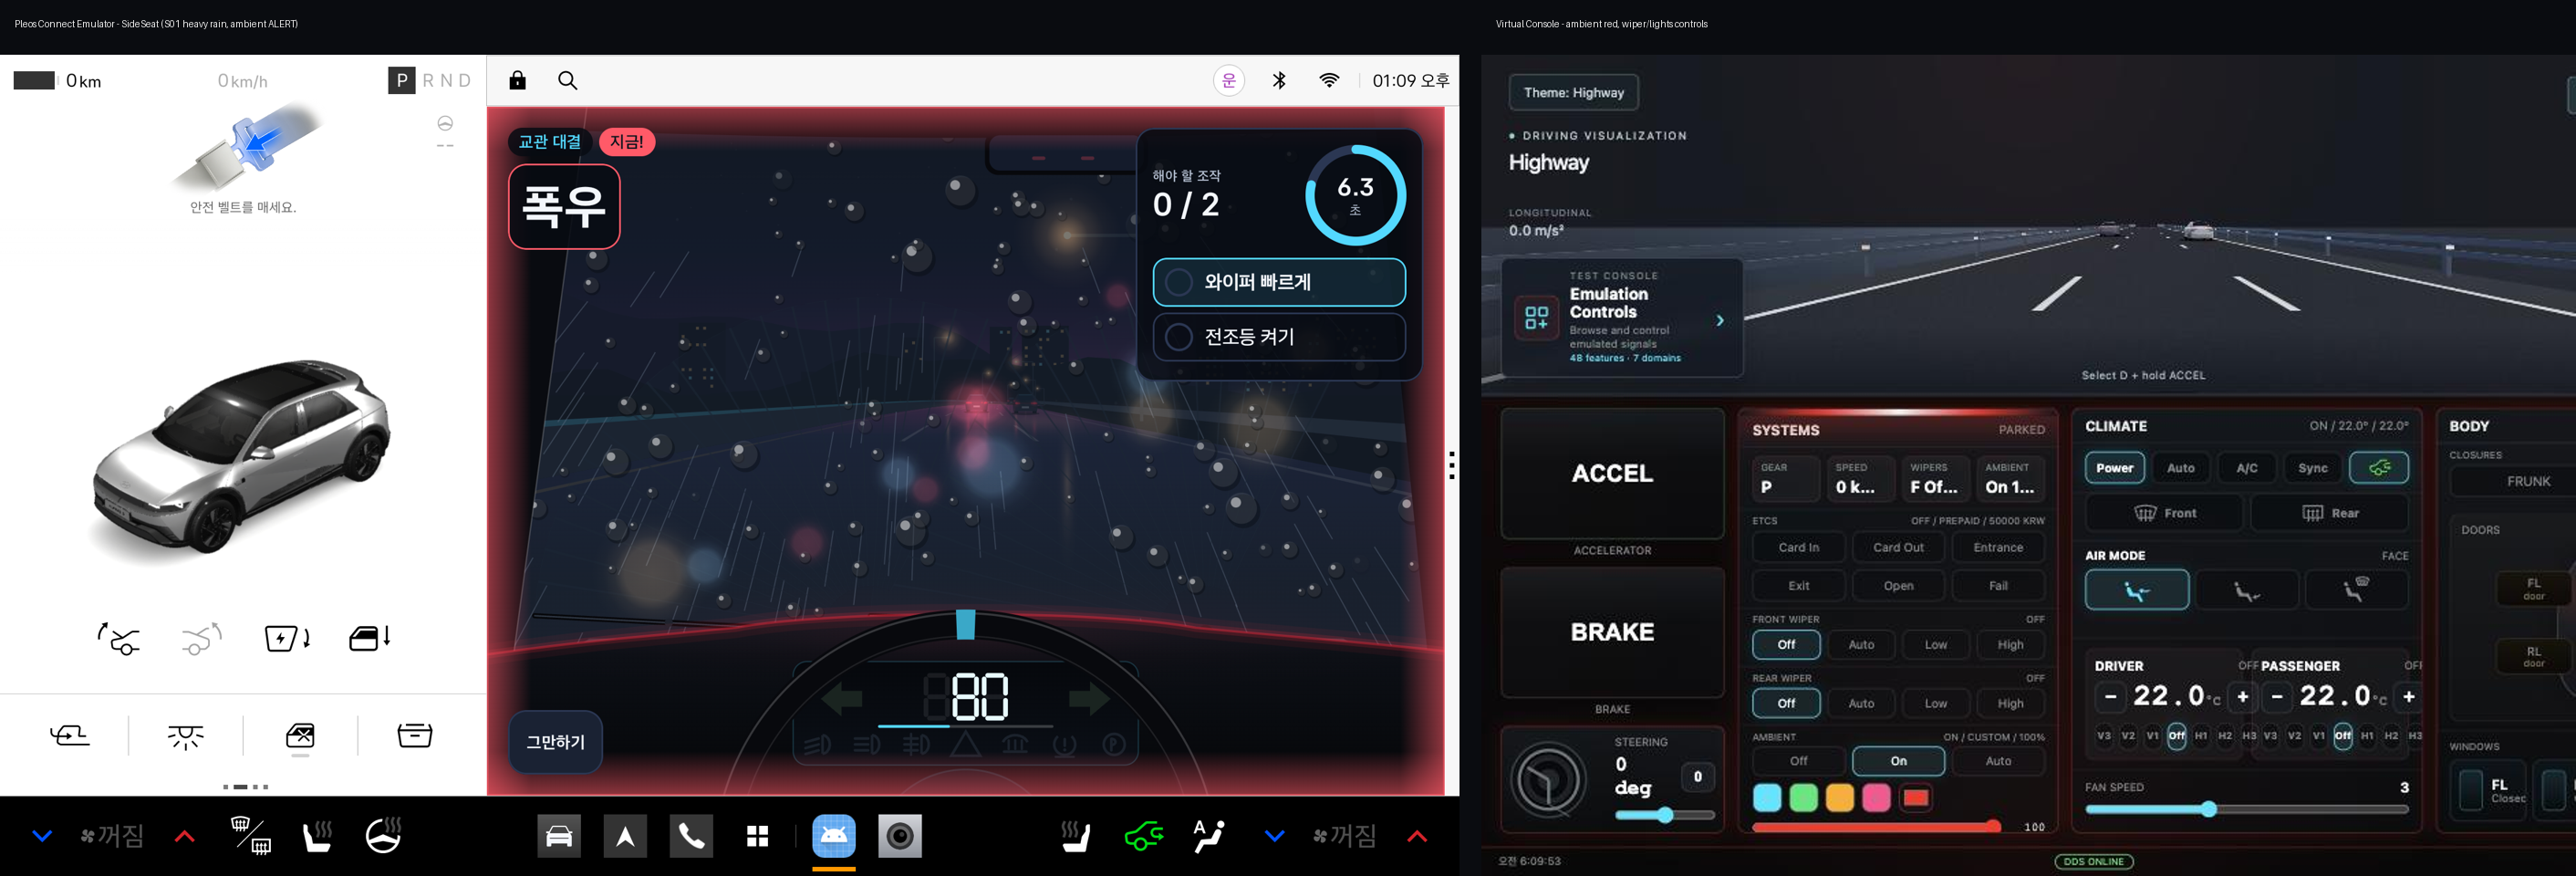 Pleos Connect Emulator - SideSeat (S01 heavy rain, ambient ALERT)
0 km
0 km/h
P R N D
안전 벨트를 매세요.
꺼짐
운
01:09 오후
교관 대결
지금!
폭우
해야 할 조작
0 / 2
6.3
초
와이퍼 빠르게
전조등 켜기
80
그만하기
A
꺼짐
Virtual Console - ambient red, wiper/lights controls
Theme: Highway
DRIVING VISUALIZATION
Highway
LONGITUDINAL
0.0 m/s²
TEST CONSOLE
Emulation
Controls
Browse and control
emulated signals
48 features · 7 domains
Select D + hold ACCEL
ACCEL
ACCELERATOR
BRAKE
BRAKE
STEERING
0
deg
0
SYSTEMS PARKED
GEAR SPEED WIPERS AMBIENT
P 0 k... F Of... On 1...
ETCS OFF / PREPAID / 50000 KRW
Card In Card Out Entrance
Exit Open Fail
FRONT WIPER OFF
Off Auto Low High
REAR WIPER OFF
Off Auto Low High
AMBIENT ON / CUSTOM / 100%
Off On Auto
100
CLIMATE ON / 22.0° / 22.0°
Power Auto A/C Sync
Front Rear
AIR MODE FACE
DRIVER OFF PASSENGER OFF
− 22.0 °C + − 22.0 °C +
V3 V2 V1 Off H1 H2 H3 V3 V2 V1 Off H1 H2 H3
FAN SPEED 3
BODY
CLOSURES
FRUNK
DOORS
FL
door
RL
door
WINDOWS
FL
Closed
오전 6:09:53
DDS ONLINE